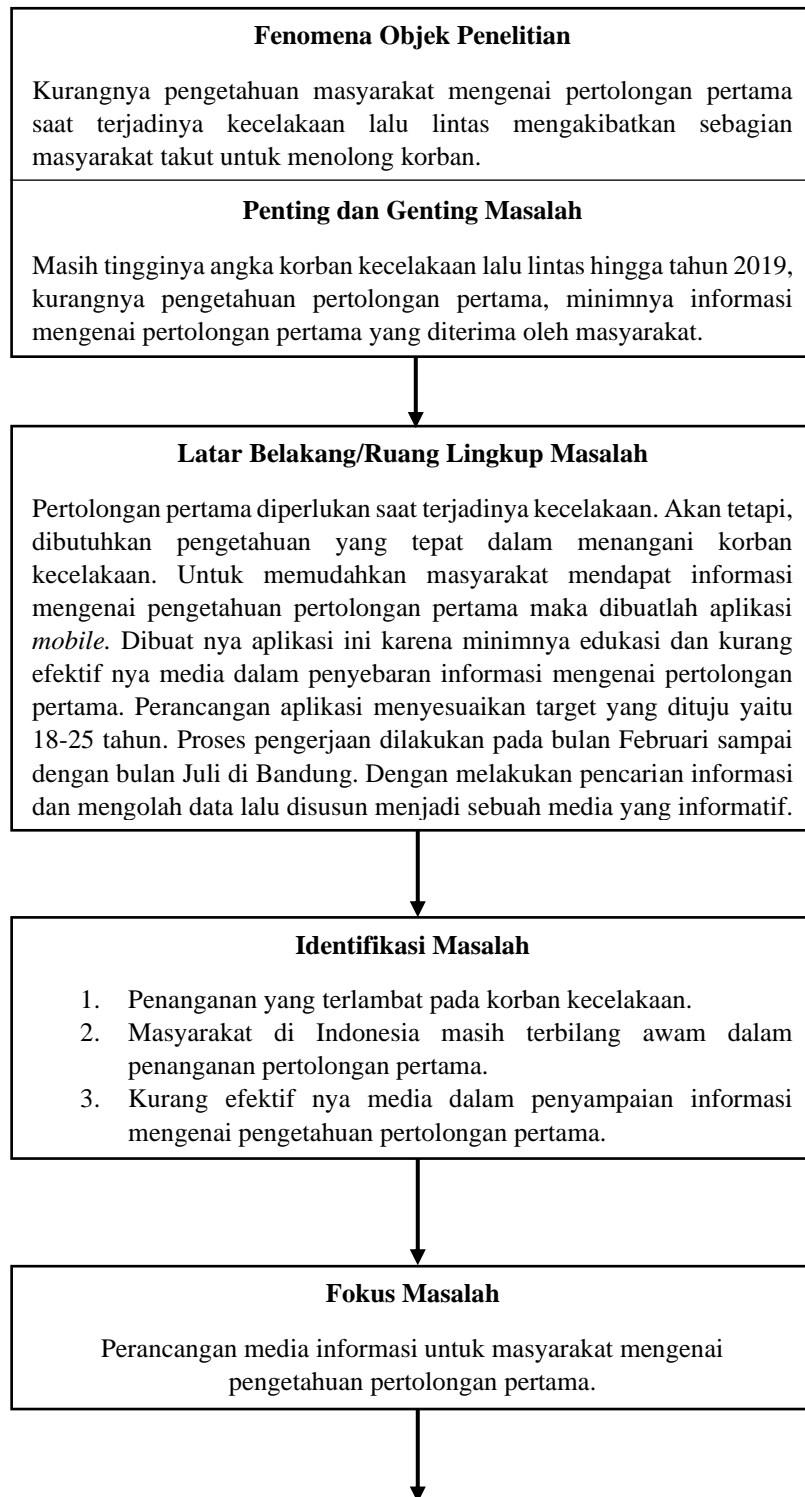 Fenomena Objek Penelitian
Kurangnya pengetahuan masyarakat mengenai pertolongan pertama
saat terjadinya kecelakaan lalu lintas mengakibatkan sebagian
masyarakat takut untuk menolong korban.
Penting dan Genting Masalah
Masih tingginya angka korban kecelakaan lalu lintas hingga tahun 2019,
kurangnya pengetahuan pertolongan pertama, minimnya informasi
mengenai pertolongan pertama yang diterima oleh masyarakat.
Latar Belakang/Ruang Lingkup Masalah
Pertolongan pertama diperlukan saat terjadinya kecelakaan. Akan tetapi,
dibutuhkan pengetahuan yang tepat dalam menangani korban
kecelakaan. Untuk memudahkan masyarakat mendapat informasi
mengenai pengetahuan pertolongan pertama maka dibuatlah aplikasi
mobile. Dibuat nya aplikasi ini karena minimnya edukasi dan kurang
efektif nya media dalam penyebaran informasi mengenai pertolongan
pertama. Perancangan aplikasi menyesuaikan target yang dituju yaitu
18-25 tahun. Proses pengerjaan dilakukan pada bulan Februari sampai
dengan bulan Juli di Bandung. Dengan melakukan pencarian informasi
dan mengolah data lalu disusun menjadi sebuah media yang informatif.
Identifikasi Masalah
1. Penanganan yang terlambat pada korban kecelakaan.
2. Masyarakat di Indonesia masih terbilang awam dalam
penanganan pertolongan pertama.
3. Kurang efektif nya media dalam penyampaian informasi
mengenai pengetahuan pertolongan pertama.
Fokus Masalah
Perancangan media informasi untuk masyarakat mengenai
pengetahuan pertolongan pertama.